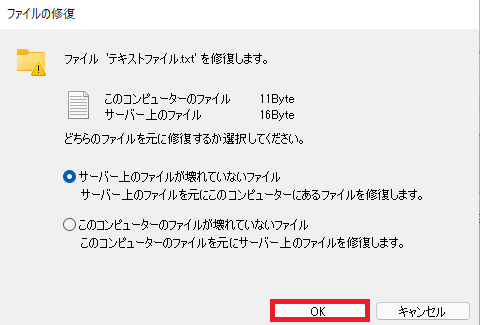 ファイルの修復
ファイル 'テキストファイル.txt' を修復します。
このコンピューターのファイル 11Byte
サーバー上のファイル 16Byte
どちらのファイルを元に修復するか選択してください。
サーバー上のファイルが壊れていないファイル
サーバー上のファイルを元にこのコンピューターにあるファイルを修復します。
このコンピューターのファイルが壊れていないファイル
このコンピューターのファイルを元にサーバー上のファイルを修復します。
OK キャンセル